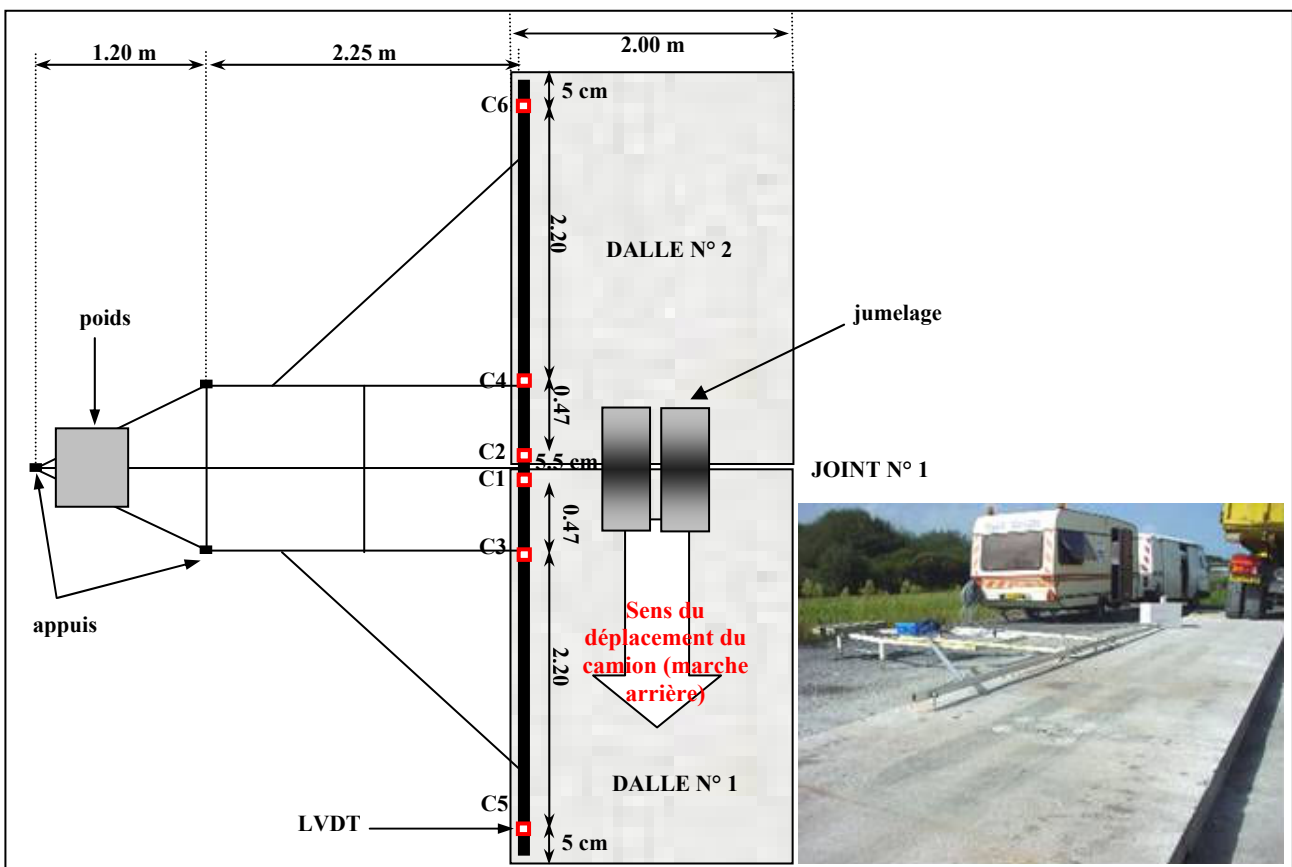 1.20 m
2.25 m
2.00 m
5 cm
C6
2.20
DALLE N° 2
poids
jumelage
C4
0.47
C2
5.5 cm
C1
JOINT N° 1
0.47
C3
appuis
Sens du
déplacement du
camion (marche
arrière)
2.20
DALLE N° 1
C5
LVDT
5 cm